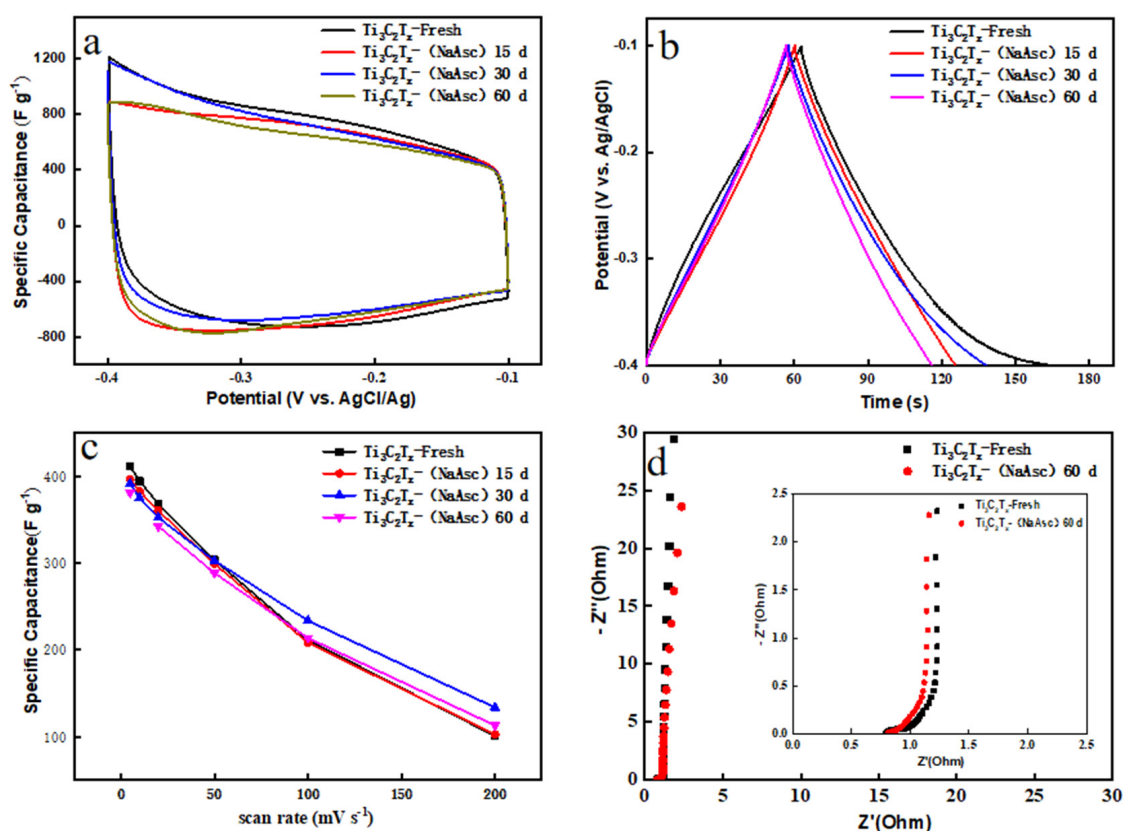 a
Ti₃C₂Tₓ-Fresh
Ti₃C₂Tₓ- (NaAsc) 15 d
Ti₃C₂Tₓ- (NaAsc) 30 d
Ti₃C₂Tₓ- (NaAsc) 60 d
1200
800
400
0
-400
-800
Specific Capacitance (F g⁻¹)
-0.4
-0.3
-0.2
-0.1
Potential (V vs. AgCl/Ag)
b
Ti₃C₂Tₓ-Fresh
Ti₃C₂Tₓ- (NaAsc) 15 d
Ti₃C₂Tₓ- (NaAsc) 30 d
Ti₃C₂Tₓ- (NaAsc) 60 d
-0.1
-0.2
-0.3
-0.4
Potential (V vs. Ag/AgCl)
0
30
60
90
120
150
180
Time (s)
c
Ti₃C₂Tₓ-Fresh
Ti₃C₂Tₓ- (NaAsc) 15 d
Ti₃C₂Tₓ- (NaAsc) 30 d
Ti₃C₂Tₓ- (NaAsc) 60 d
400
300
200
100
Specific Capacitance(F g⁻¹)
0
50
100
150
200
scan rate (mV s⁻¹)
d
Ti₃C₂Tₓ-Fresh
Ti₃C₂Tₓ- (NaAsc) 60 d
30
25
20
15
10
5
0
- Z''(Ohm)
0
5
10
15
20
25
30
Z'(Ohm)
Ti₃C₂Tₓ-Fresh
Ti₃C₂Tₓ- (NaAsc) 60 d
2.5
2.0
1.5
1.0
0.5
0.0
- Z''(Ohm)
0.0
0.5
1.0
1.5
2.0
2.5
Z'(Ohm)